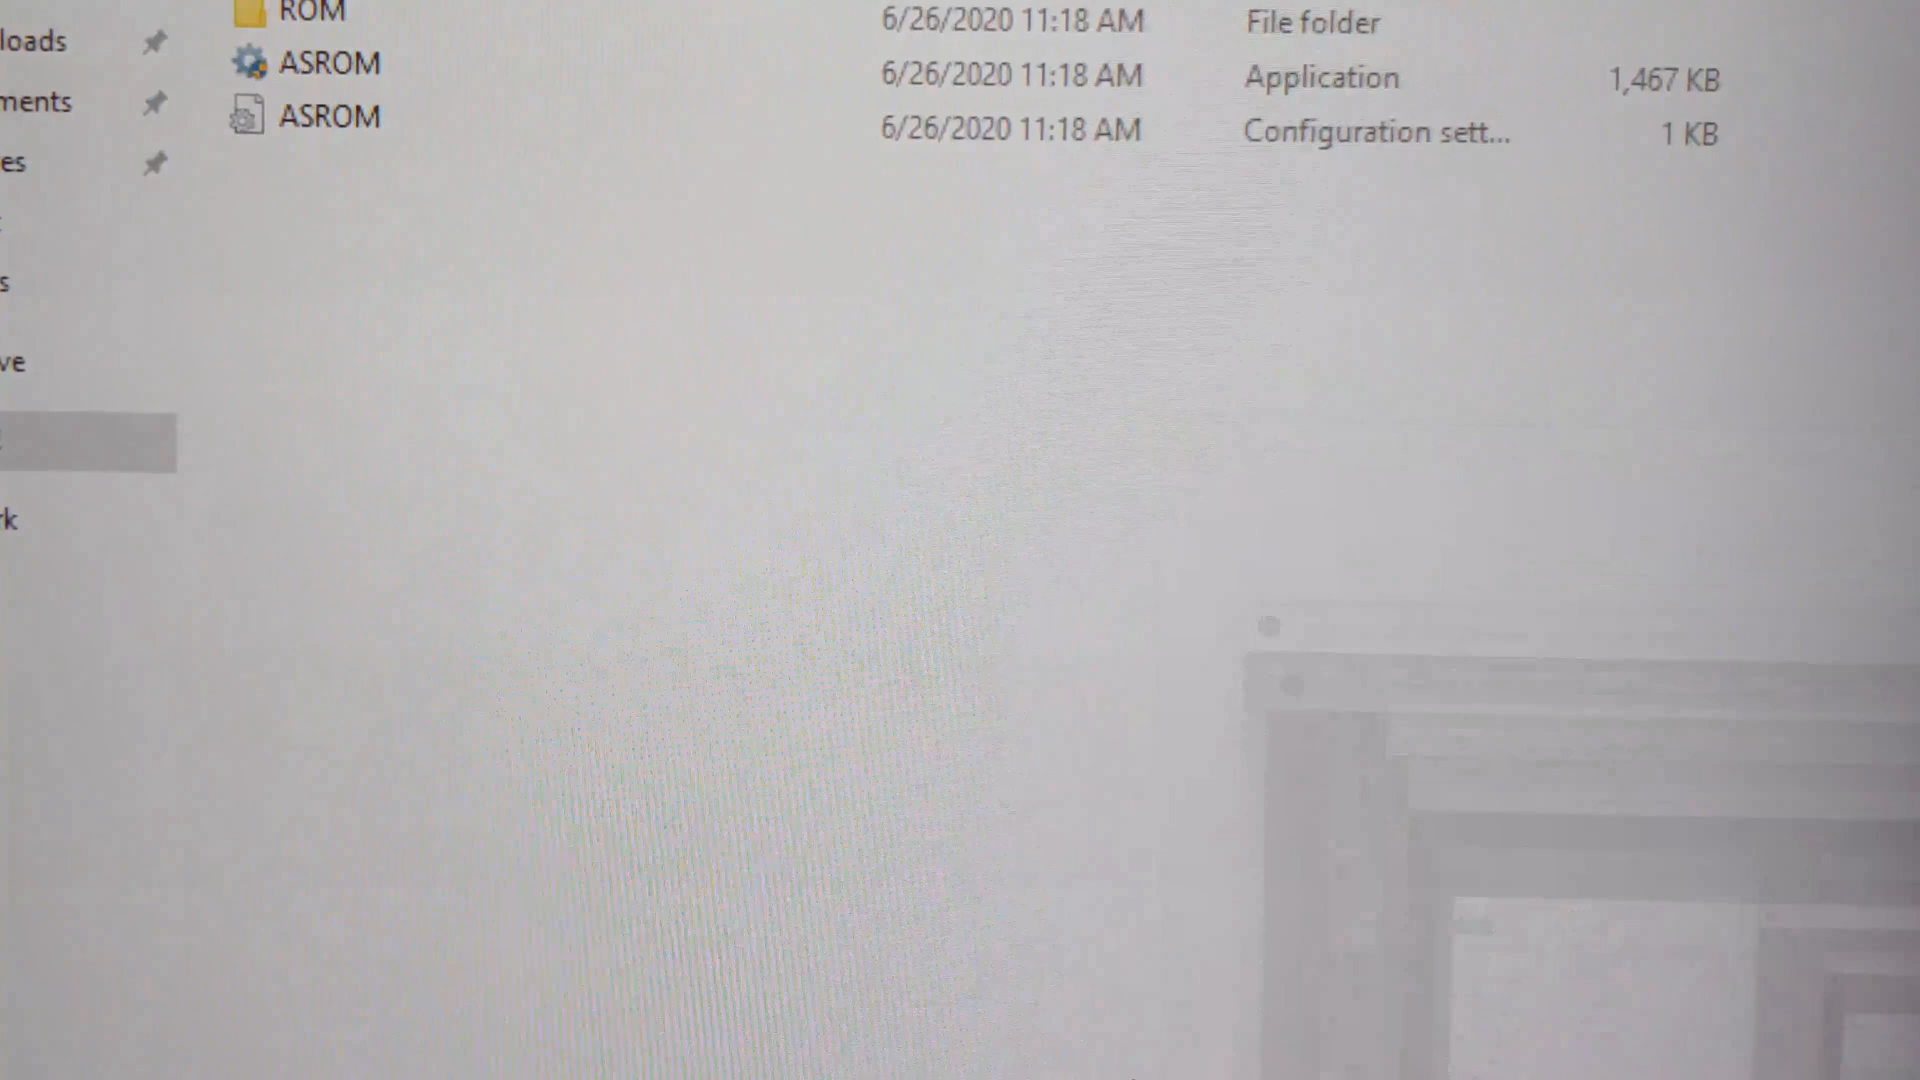 ROM 6/26/2020 11:18 AM File folder
loads
ASROM 6/26/2020 11:18 AM Application 1,467 KB
ments
ASROM 6/26/2020 11:18 AM Configuration sett... 1 KB
es
s
ve
rk